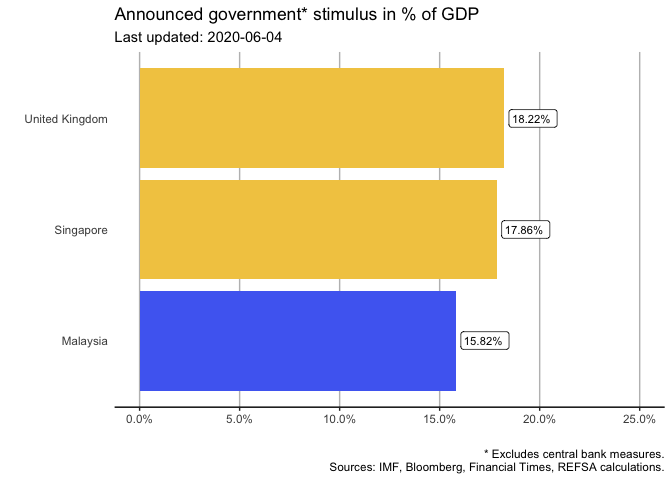 Announced government* stimulus in % of GDP
Last updated: 2020-06-04
United Kingdom
18.22%
Singapore
17.86%
Malaysia
15.82%
0.0% 5.0% 10.0% 15.0% 20.0% 25.0%
* Excludes central bank measures.
Sources: IMF, Bloomberg, Financial Times, REFSA calculations.